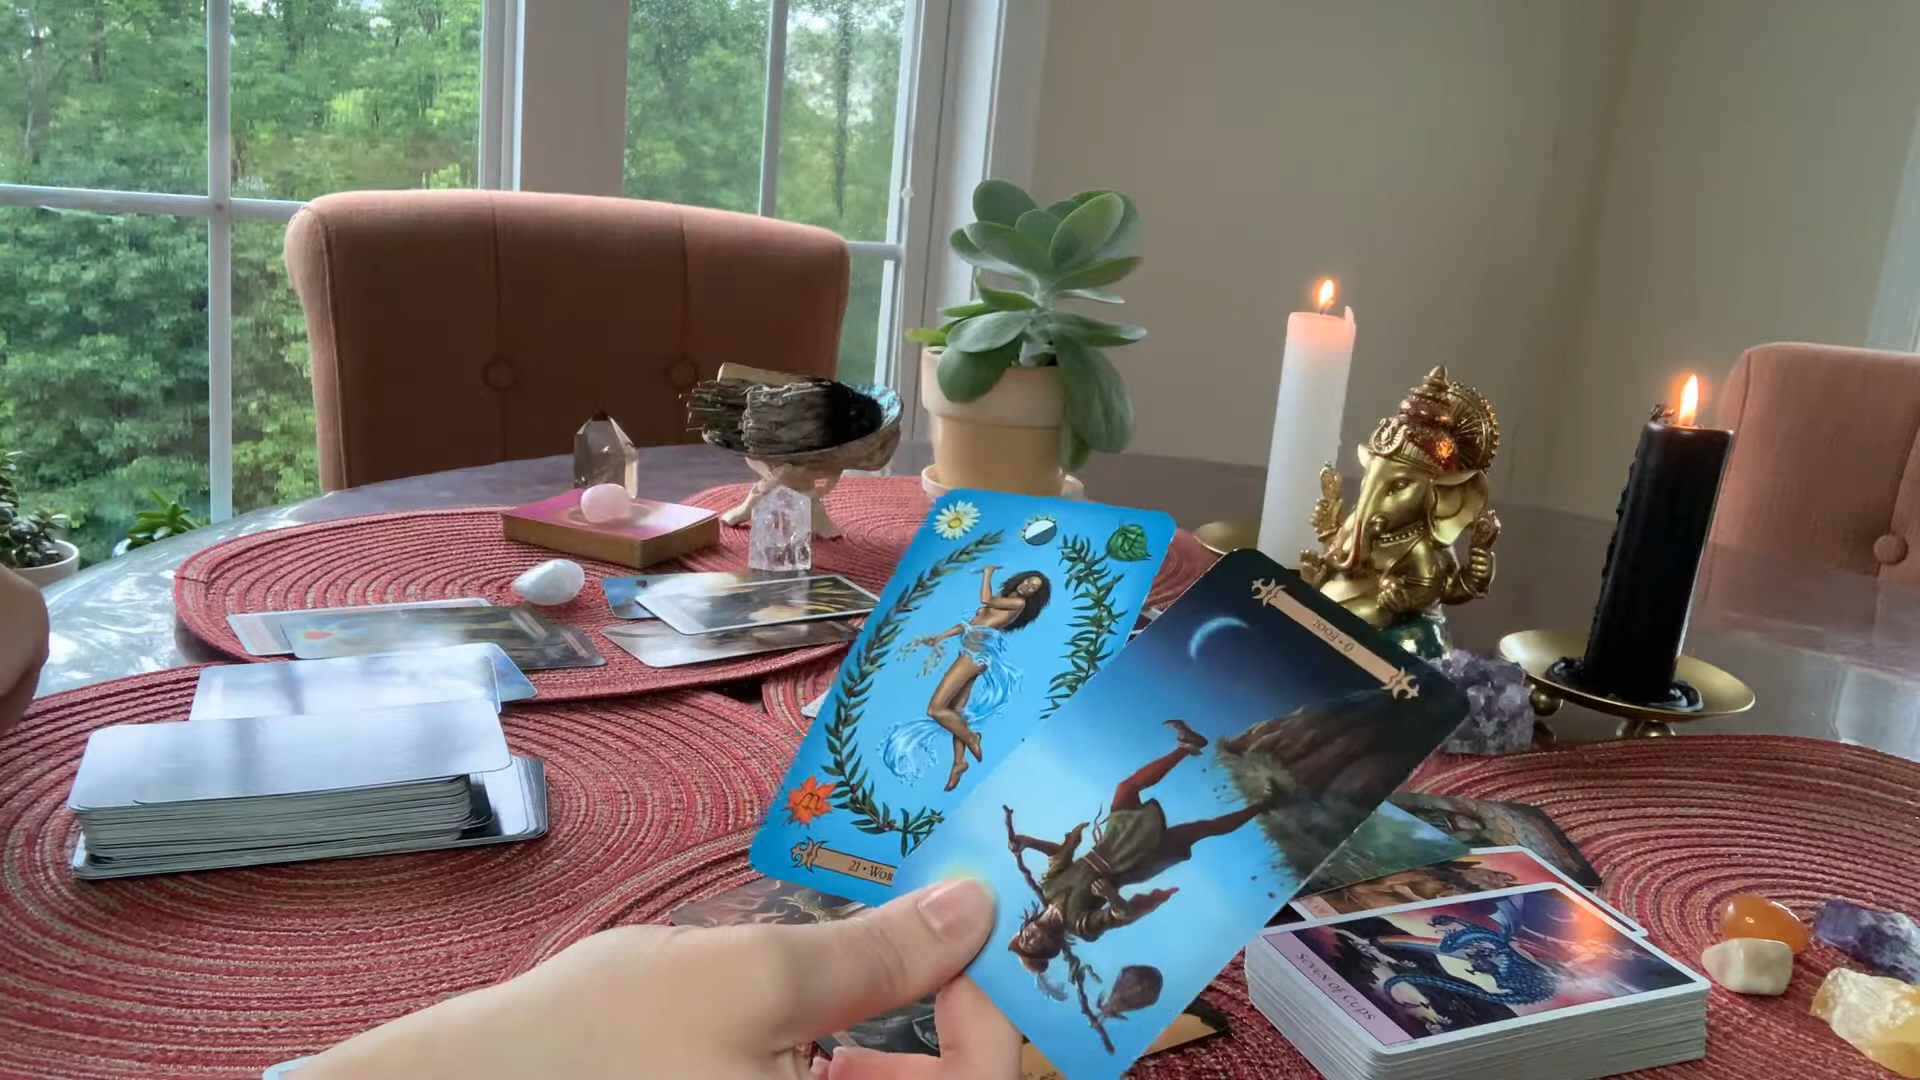 0 • FOOL
21 • WOR
SEVEN OF CUPS